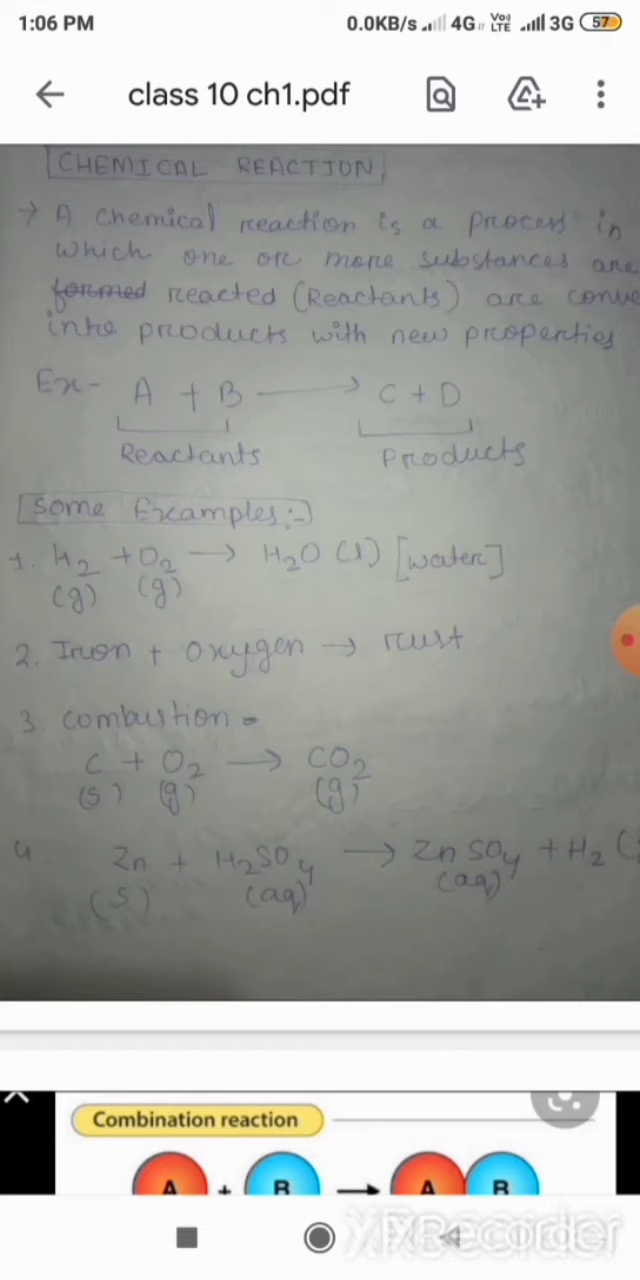 1:06 PM 0.0KB/s 4G Vo) LTE 3G 57
class 10 ch1.pdf
CHEMICAL REACTION
→ A chemical reaction is a process in
which one or more substances are
formed reacted (Reactants) are conve
into products with new properties
Ex- A + B → C + D
Reactants Products
Some Examples:-
1. H₂ + O₂ → H₂O (l) [water]
(g) (g)
2. Iron + oxygen → rust
3. combustion -
C + O₂ → CO₂
(s) (g) (g)
4 Zn + H₂SO₄ → ZnSO₄ + H₂ (
(s) (aq) (aq)
Combination reaction
A + B → A B
XRecorder